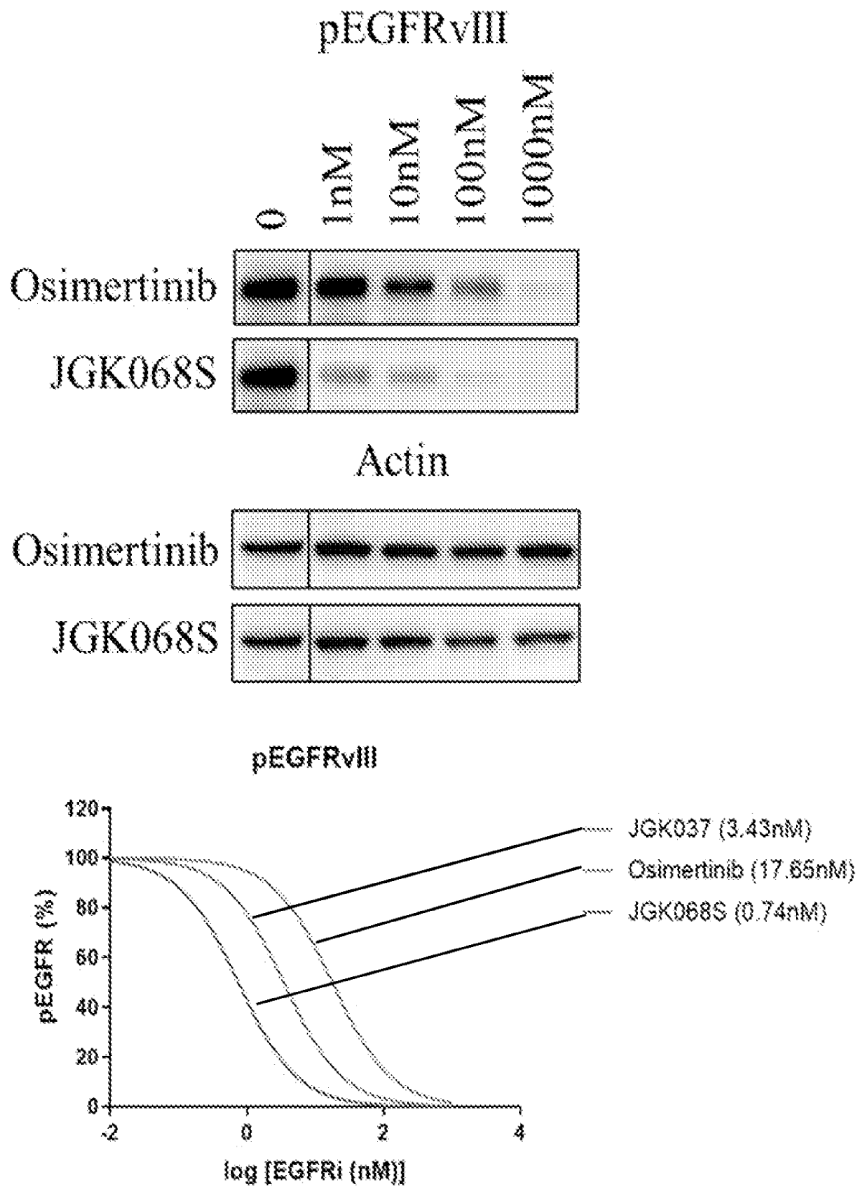 pEGFRvIII
0
1nM
10nM
100nM
1000nM
Osimertinib
JGK068S
Actin
Osimertinib
JGK068S
pEGFRvIII
120
100
80
60
40
20
0
pEGFR (%)
-2
0
2
4
log [EGFRi (nM)]
JGK037 (3.43nM)
Osimertinib (17.65nM)
JGK068S (0.74nM)